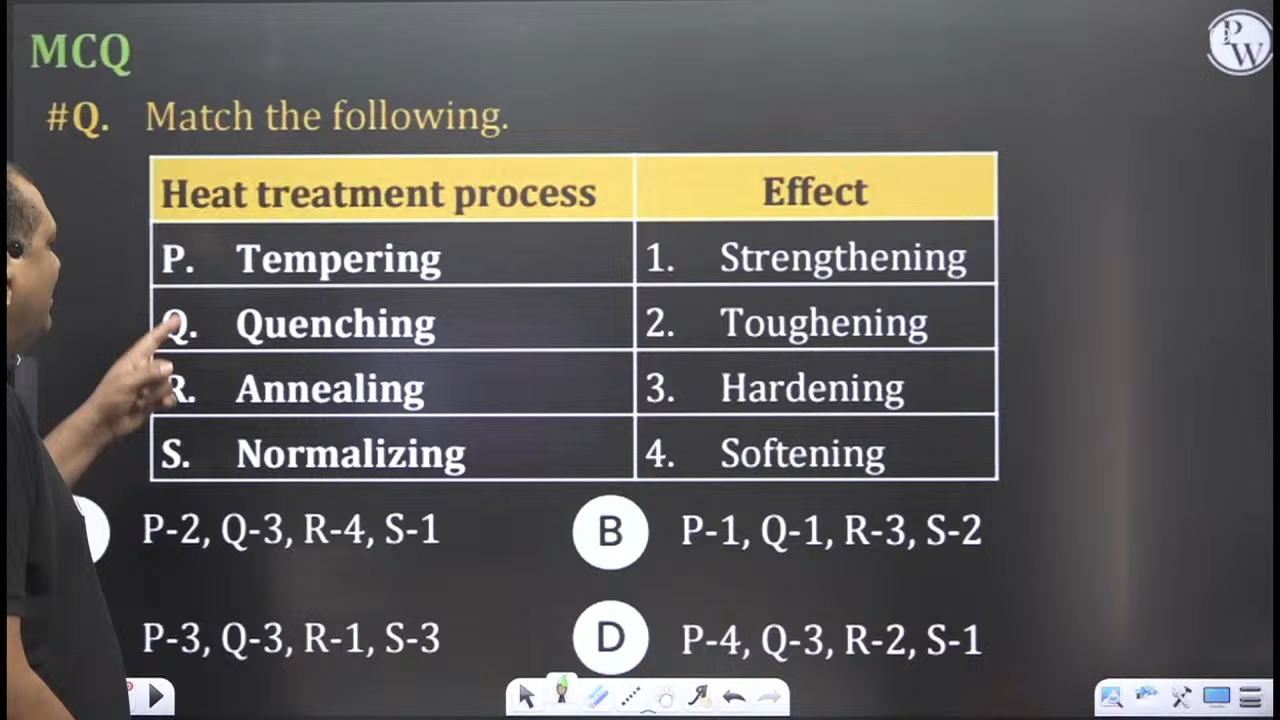 MCQ
PW
#Q. Match the following.
Heat treatment process Effect
P. Tempering 1. Strengthening
Q. Quenching 2. Toughening
R. Annealing 3. Hardening
S. Normalizing 4. Softening
P-2, Q-3, R-4, S-1 B P-1, Q-1, R-3, S-2
P-3, Q-3, R-1, S-3 D P-4, Q-3, R-2, S-1